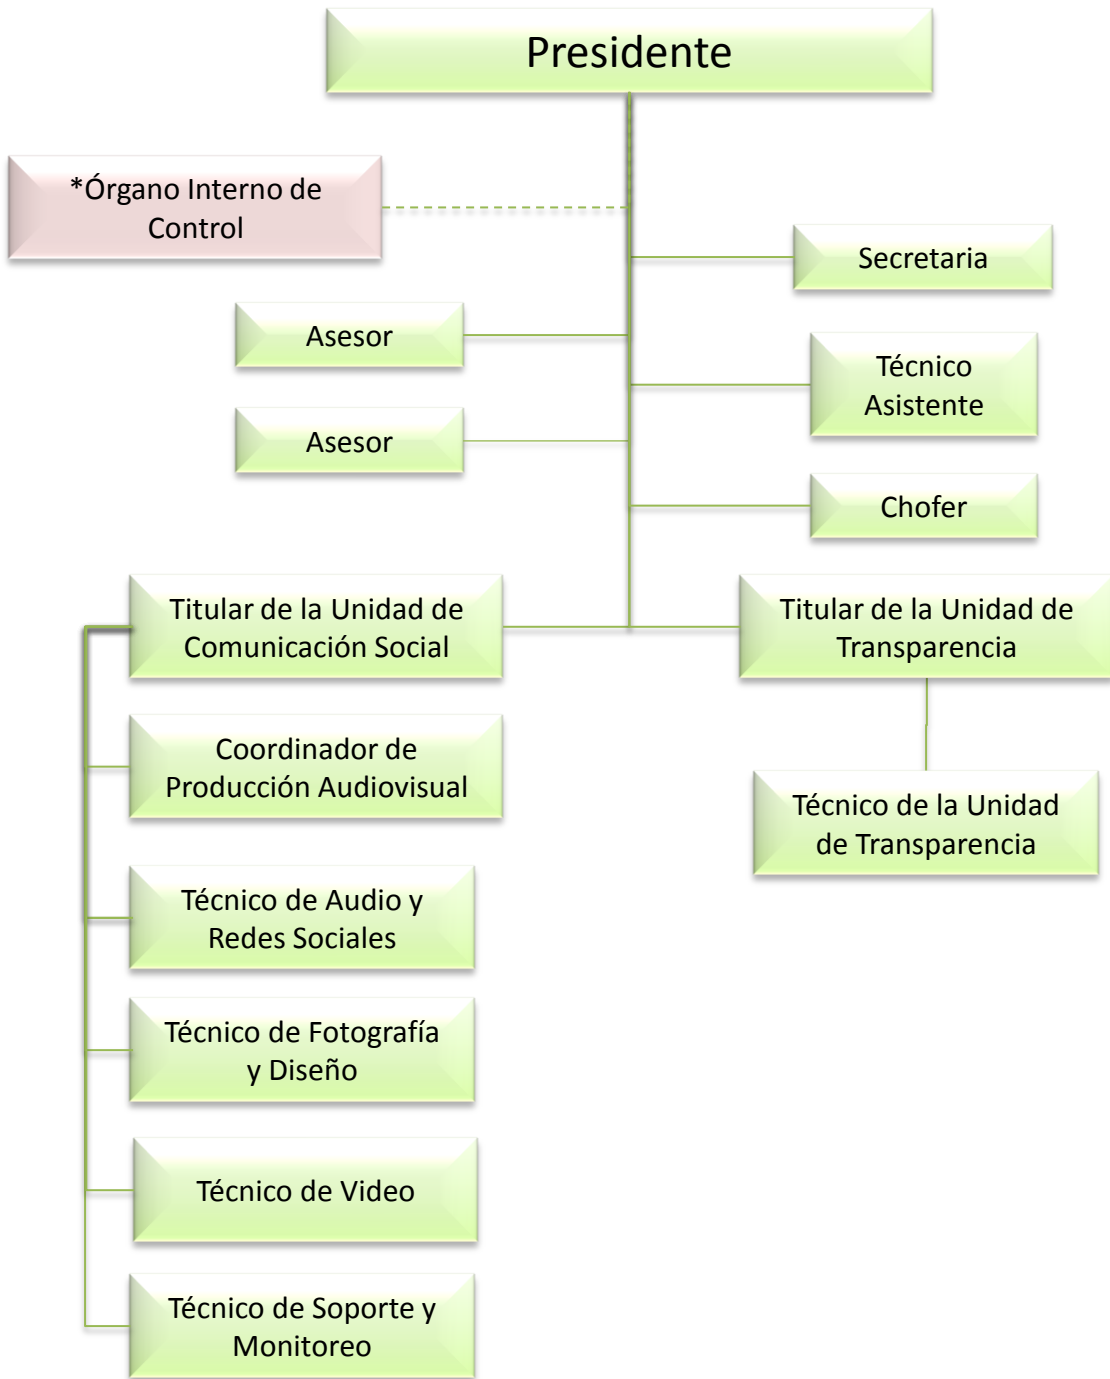 Presidente
*Órgano Interno de
Control
Secretaria
Asesor
Técnico
Asistente
Asesor
Chofer
Titular de la Unidad de
Comunicación Social
Titular de la Unidad de
Transparencia
Coordinador de
Producción Audiovisual
Técnico de la Unidad
de Transparencia
Técnico de Audio y
Redes Sociales
Técnico de Fotografía
y Diseño
Técnico de Video
Técnico de Soporte y
Monitoreo